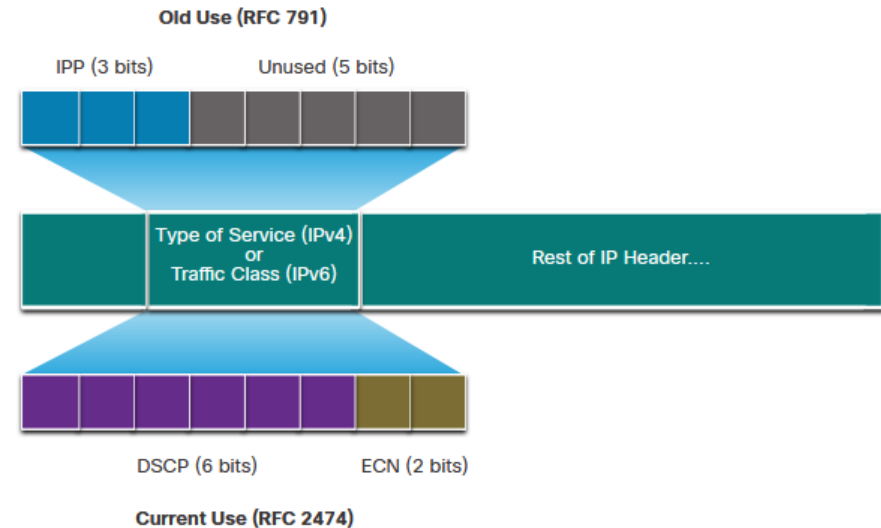 Old Use (RFC 791)
IPP (3 bits)
Unused (5 bits)
Type of Service (IPv4)
or
Traffic Class (IPv6)
Rest of IP Header....
DSCP (6 bits)
ECN (2 bits)
Current Use (RFC 2474)